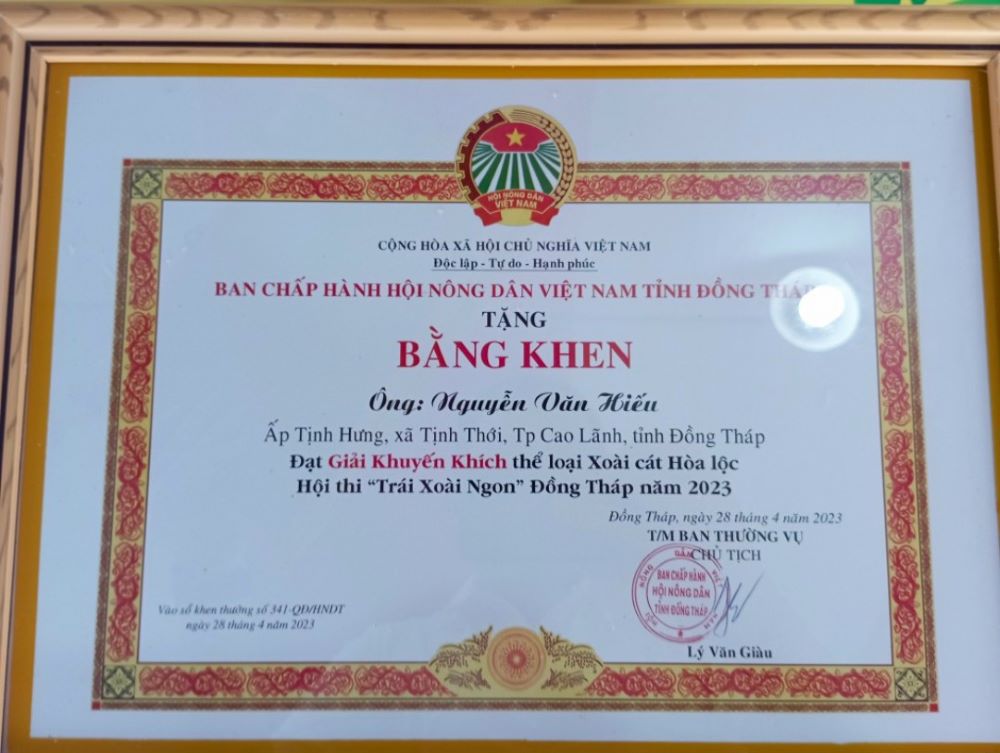 HỘI NÔNG DÂN
VIỆT NAM
CỘNG HÒA XÃ HỘI CHỦ NGHĨA VIỆT NAM
Độc lập - Tự do - Hạnh phúc
BAN CHẤP HÀNH HỘI NÔNG DÂN VIỆT NAM TỈNH ĐỒNG THÁP
TẶNG
BẰNG KHEN
Ông: Nguyễn Văn Hiếu
Ấp Tịnh Hưng, xã Tịnh Thới, Tp Cao Lãnh, tỉnh Đồng Tháp
Đạt Giải Khuyến Khích thể loại Xoài cát Hòa lộc
Hội thi “Trái Xoài Ngon” Đồng Tháp năm 2023
Đồng Tháp, ngày 28 tháng 4 năm 2023
T/M BAN THƯỜNG VỤ
CHỦ TỊCH
HỘI NÔNG DÂN VIỆT NAM
BAN CHẤP HÀNH
HỘI NÔNG DÂN
TỈNH ĐỒNG THÁP
Vào sổ khen thưởng số 341-QĐ/HNDT
ngày 28 tháng 4 năm 2023
Lý Văn Giàu